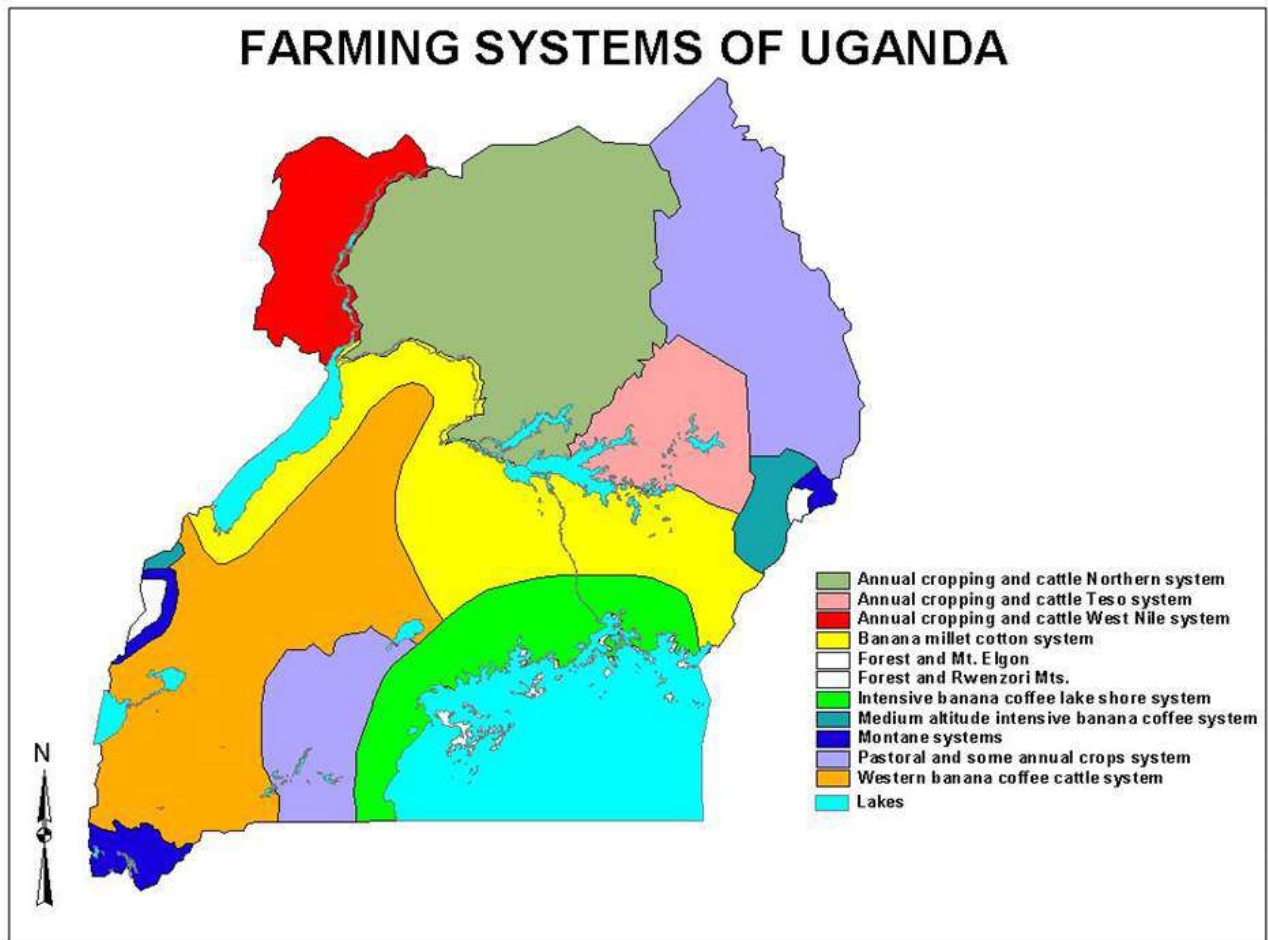 FARMING SYSTEMS OF UGANDA
Annual cropping and cattle Northern system
Annual cropping and cattle Teso system
Annual cropping and cattle West Nile system
Banana millet cotton system
Forest and Mt. Elgon
Forest and Rwenzori Mts.
Intensive banana coffee lake shore system
Medium altitude intensive banana coffee system
Montane systems
Pastoral and some annual crops system
Western banana coffee cattle system
Lakes
N